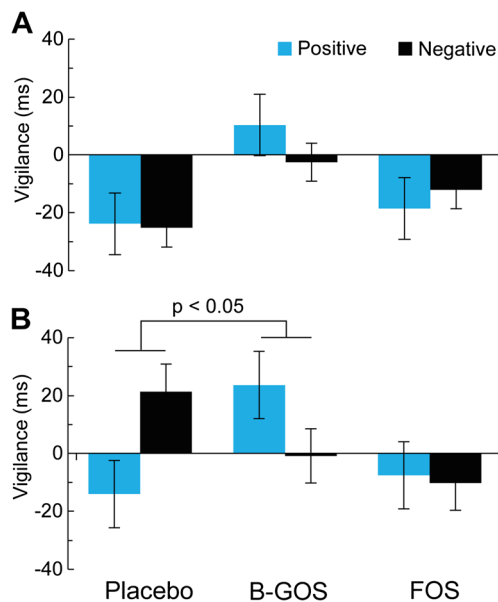 A
Positive Negative
Vigilance (ms)
40
20
0
-20
-40
B
p < 0.05
Vigilance (ms)
40
20
0
-20
-40
Placebo B-GOS FOS